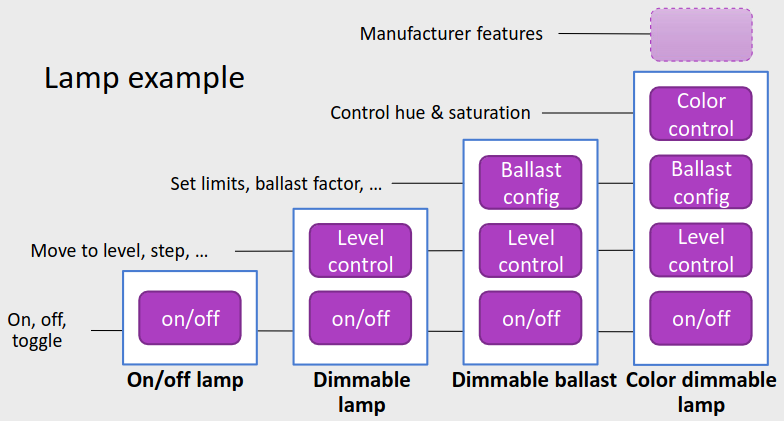 Manufacturer features
Lamp example
Control hue & saturation
Color
control
Set limits, ballast factor, ...
Ballast
config
Ballast
config
Move to level, step, ...
Level
control
Level
control
Level
control
On, off,
toggle
on/off
on/off
on/off
on/off
On/off lamp
Dimmable
lamp
Dimmable ballast
Color dimmable
lamp